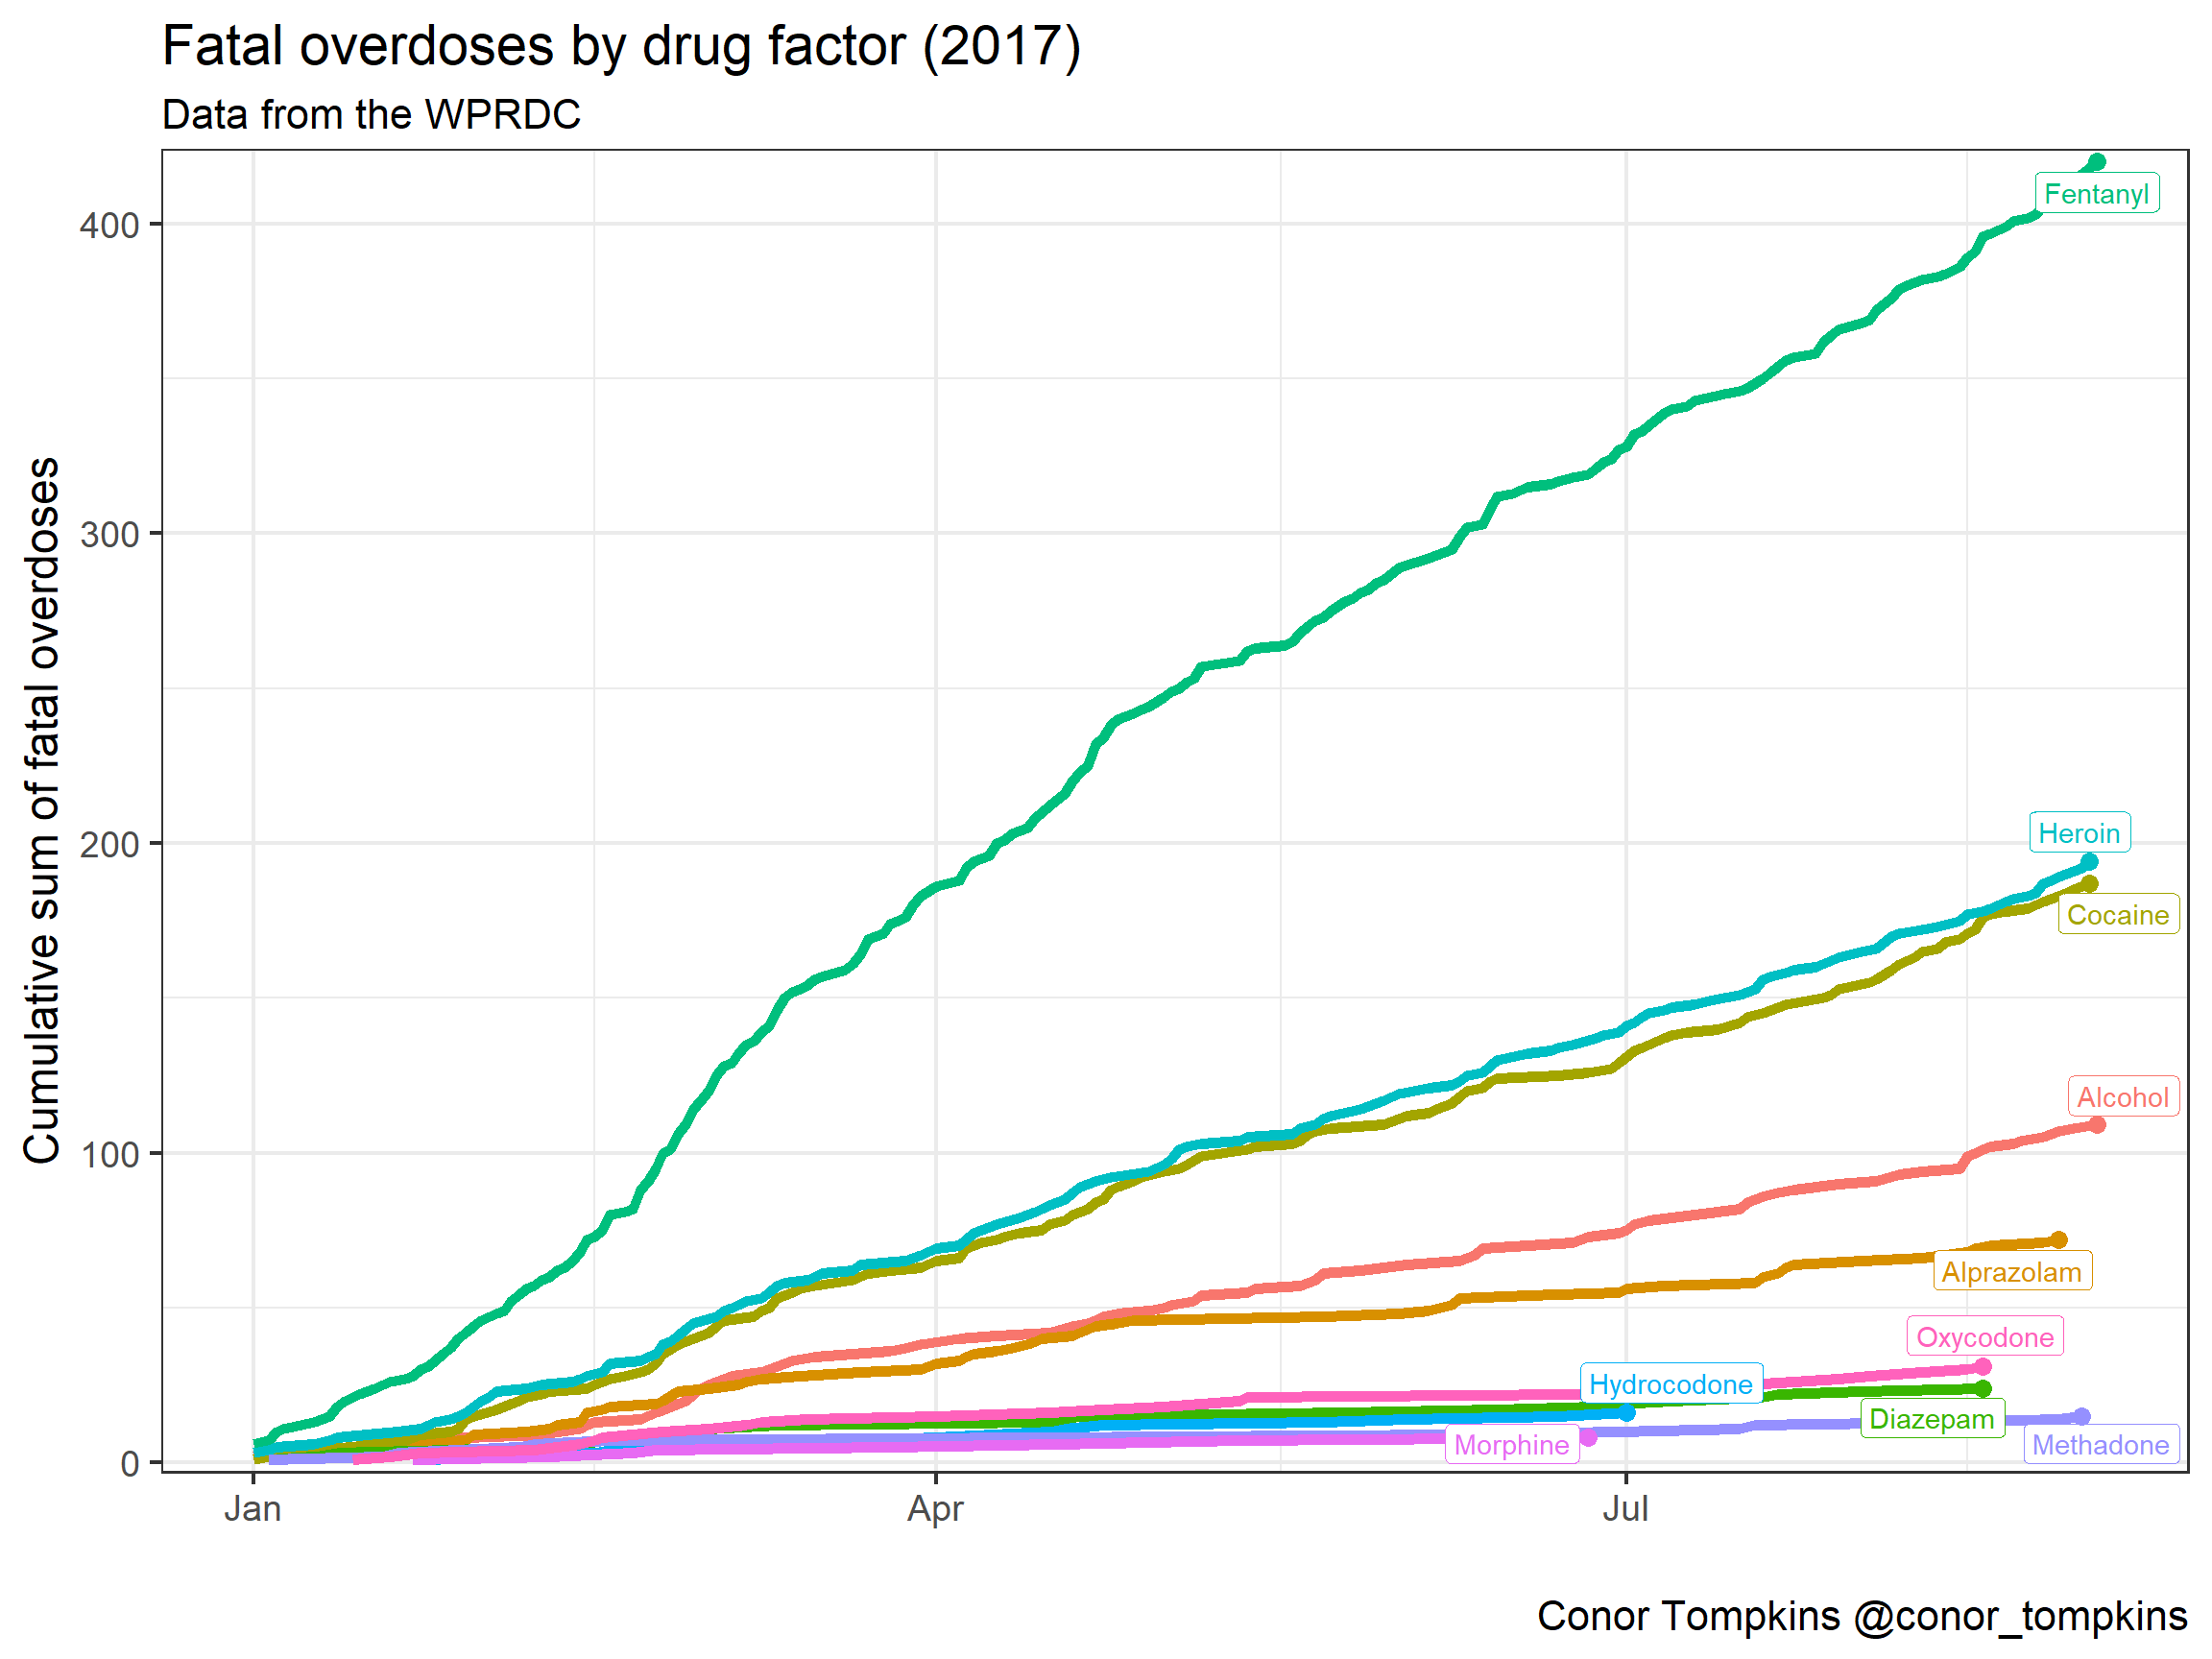 Fatal overdoses by drug factor (2017)
Data from the WPRDC
Cumulative sum of fatal overdoses
400
300
200
100
0
Fentanyl
Heroin
Cocaine
Alcohol
Alprazolam
Oxycodone
Hydrocodone
Diazepam
Morphine
Methadone
Jan
Apr
Jul
Conor Tompkins @conor_tompkins